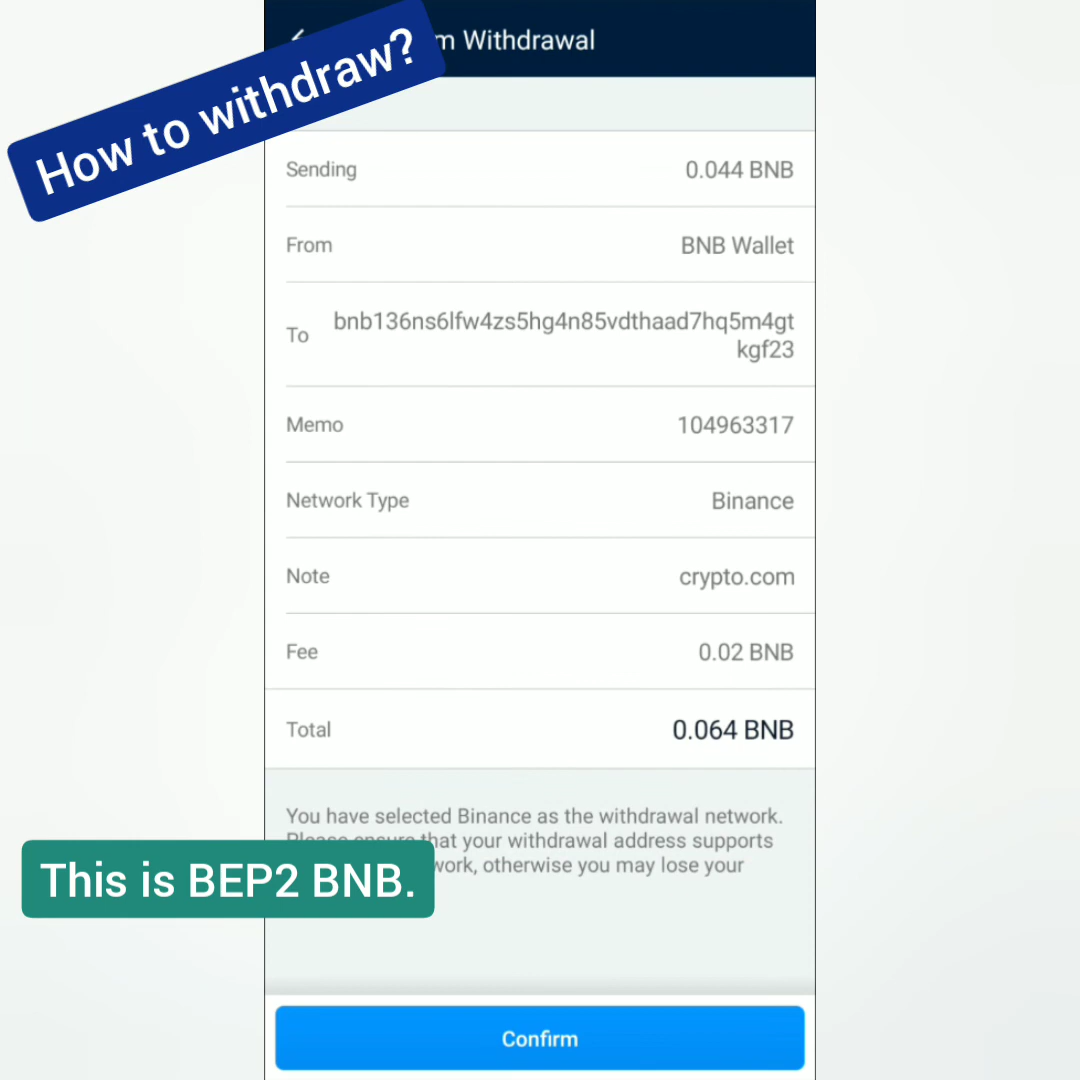 How to withdraw?
m Withdrawal
Sending 0.044 BNB
From BNB Wallet
To bnb136ns6lfw4zs5hg4n85vdthaad7hq5m4gt
kgf23
Memo 104963317
Network Type Binance
Note crypto.com
Fee 0.02 BNB
Total 0.064 BNB
You have selected Binance as the withdrawal network.
Please ensure that your withdrawal address supports
work, otherwise you may lose your
This is BEP2 BNB.
Confirm